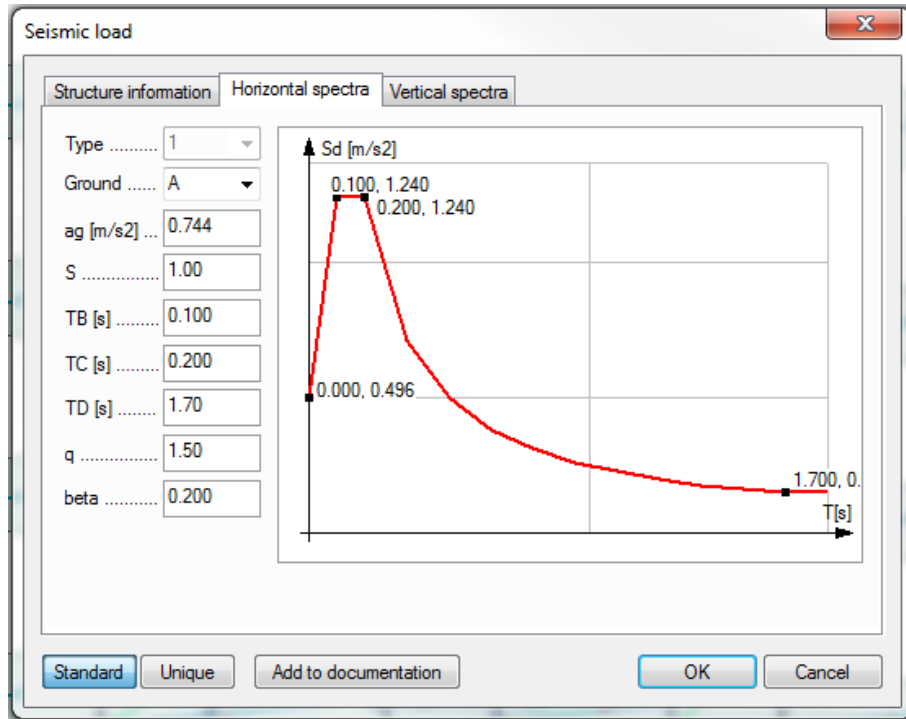 Seismic load
Structure information
Horizontal spectra
Vertical spectra
Type .......... 1
Ground ...... A
ag [m/s2] ... 0.744
S ................ 1.00
TB [s] ......... 0.100
TC [s] ......... 0.200
TD [s] ......... 1.70
q ................ 1.50
beta ........... 0.200
Sd [m/s2]
0.100, 1.240
0.200, 1.240
0.000, 0.496
1.700, 0.
T[s]
Standard
Unique
Add to documentation
OK
Cancel